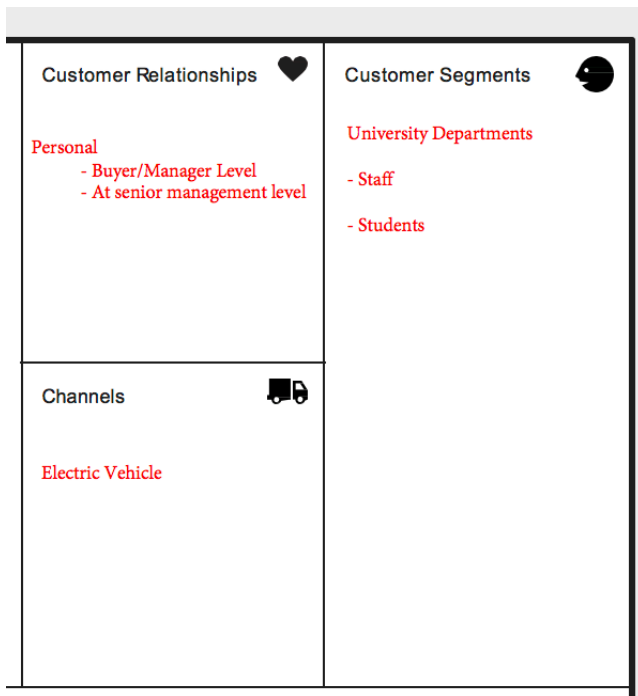 Customer Relationships
Personal
- Buyer/Manager Level
- At senior management level
Customer Segments
University Departments
- Staff
- Students
Channels
Electric Vehicle